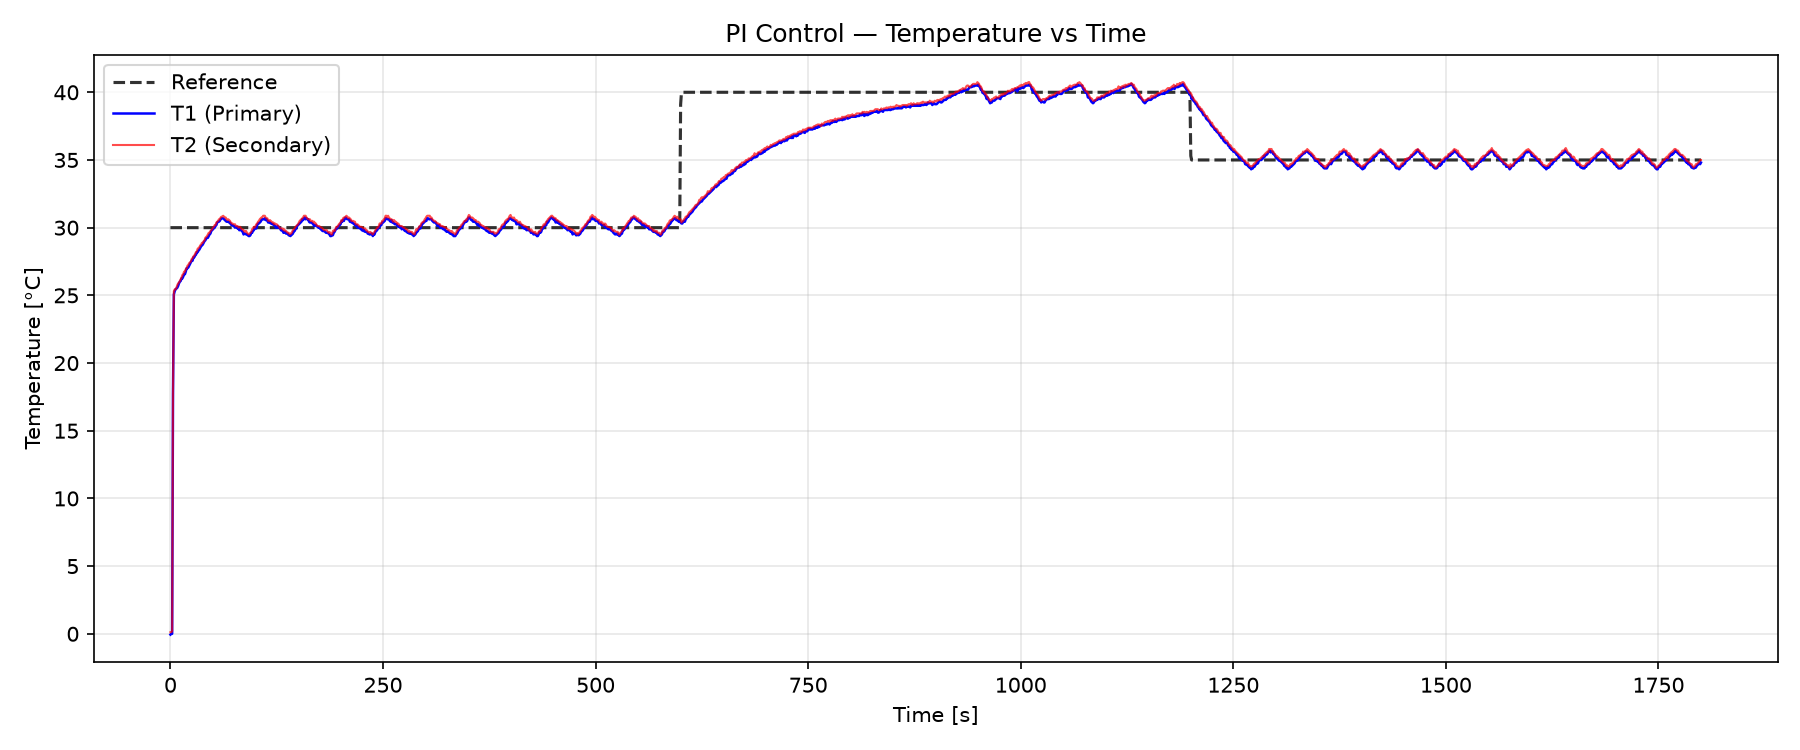 PI Control — Temperature vs Time
Reference
T1 (Primary)
T2 (Secondary)
Temperature [°C]
40
35
30
25
20
15
10
5
0
0 250 500 750 1000 1250 1500 1750
Time [s]